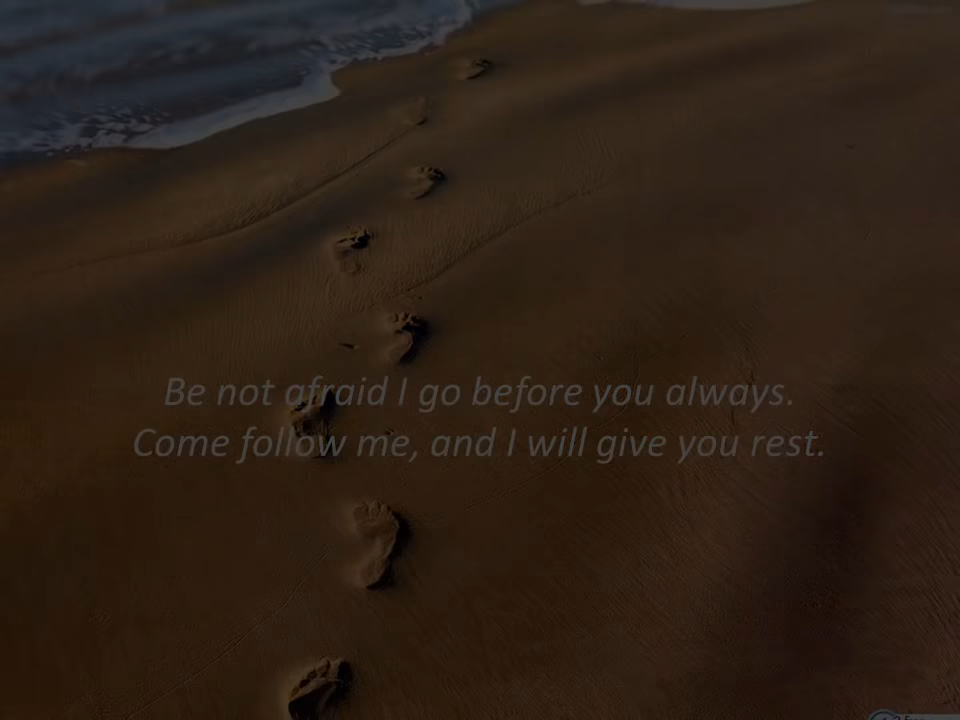 Be not afraid I go before you always.
Come follow me, and I will give you rest.